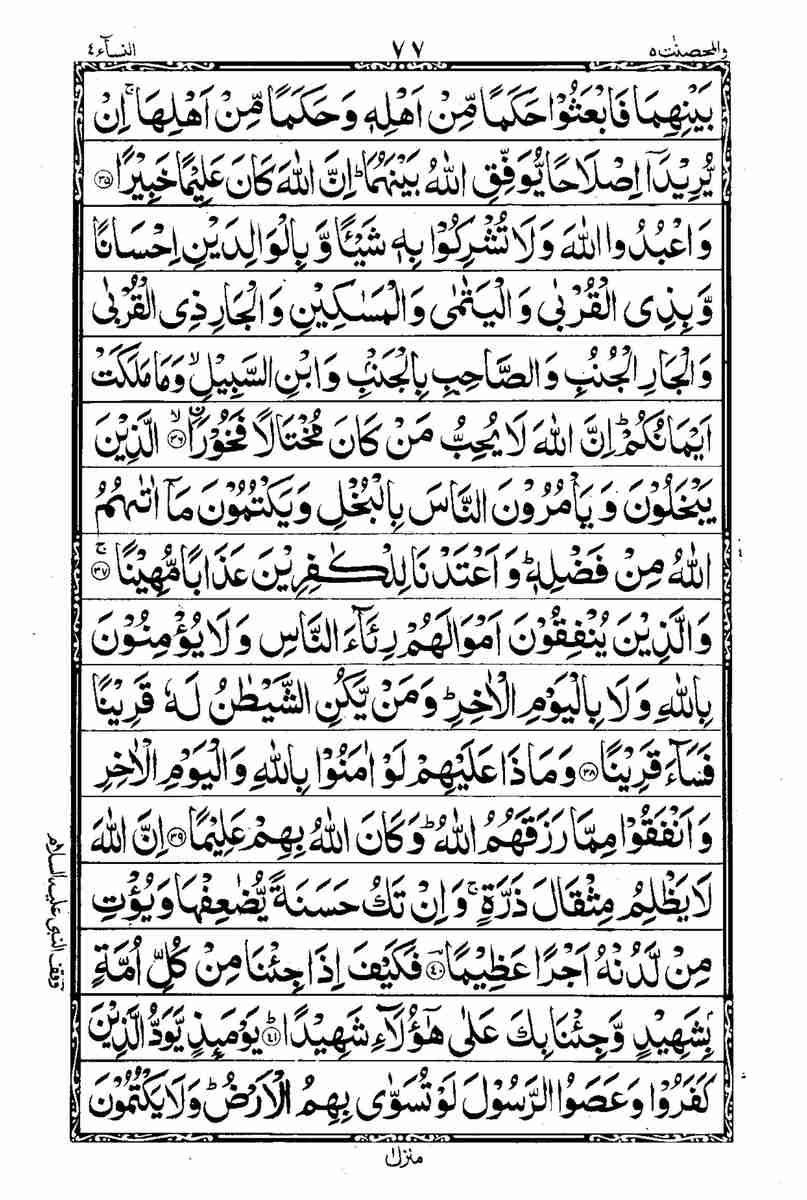 والمحصنٰت ٥
٧٧
النسآء ٤
بَيْنِهِمَا فَابْعَثُوْا حَكَمًا مِّنْ اَهْلِهٖ وَحَكَمًا مِّنْ اَهْلِهَا ۚ اِنْ
يُّرِيْدَآ اِصْلَاحًا يُّوَفِّقِ اللّٰهُ بَيْنَهُمَا ؕ اِنَّ اللّٰهَ كَانَ عَلِيْمًا خَبِيْرًا ﴿٣٥﴾
وَاعْبُدُوا اللّٰهَ وَلَا تُشْرِكُوْا بِهٖ شَيْـًٔا وَّ بِالْوَالِدَيْنِ اِحْسَانًا
وَّبِذِى الْقُرْبٰى وَالْيَتٰمٰى وَالْمَسٰكِيْنِ وَالْجَارِ ذِى الْقُرْبٰى
وَالْجَارِ الْجُنُبِ وَالصَّاحِبِ بِالْجَنْۢبِ وَابْنِ السَّبِيْلِ ۙ وَمَا مَلَكَتْ
اَيْمَانُكُمْ ؕ اِنَّ اللّٰهَ لَا يُحِبُّ مَنْ كَانَ مُخْتَالًا فَخُوْرًا ۙ ﴿٣٦﴾ الَّذِيْنَ
يَبْخَلُوْنَ وَيَاْمُرُوْنَ النَّاسَ بِالْبُخْلِ وَيَكْتُمُوْنَ مَآ اٰتٰىهُمُ
اللّٰهُ مِنْ فَضْلِهٖ ؕ وَاَعْتَدْنَا لِلْكٰفِرِيْنَ عَذَابًا مُّهِيْنًا ۚ ﴿٣٧﴾
وَالَّذِيْنَ يُنْفِقُوْنَ اَمْوَالَهُمْ رِئَآءَ النَّاسِ وَلَا يُؤْمِنُوْنَ
بِاللّٰهِ وَلَا بِالْيَوْمِ الْاٰخِرِ ؕ وَمَنْ يَّكُنِ الشَّيْطٰنُ لَهٗ قَرِيْنًا
فَسَآءَ قَرِيْنًا ﴿٣٨﴾ وَمَاذَا عَلَيْهِمْ لَوْ اٰمَنُوْا بِاللّٰهِ وَالْيَوْمِ الْاٰخِرِ
وَاَنْفَقُوْا مِمَّا رَزَقَهُمُ اللّٰهُ ؕ وَكَانَ اللّٰهُ بِهِمْ عَلِيْمًا ﴿٣٩﴾ اِنَّ اللّٰهَ
لَا يَظْلِمُ مِثْقَالَ ذَرَّةٍ ۚ وَاِنْ تَكُ حَسَنَةً يُّضٰعِفْهَا وَيُؤْتِ
مِنْ لَّدُنْهُ اَجْرًا عَظِيْمًا ﴿٤٠﴾ فَكَيْفَ اِذَا جِئْنَا مِنْ كُلِّ اُمَّةٍۭ
بِشَهِيْدٍ وَّجِئْنَا بِكَ عَلٰى هٰٓؤُلَآءِ شَهِيْدًا ؕ ﴿٤١﴾ يَوْمَئِذٍ يَّوَدُّ الَّذِيْنَ
كَفَرُوْا وَعَصَوُا الرَّسُوْلَ لَوْ تُسَوّٰى بِهِمُ الْاَرْضُ ؕ وَلَا يَكْتُمُوْنَ
وقف النبى عليه السلام
منزل ١